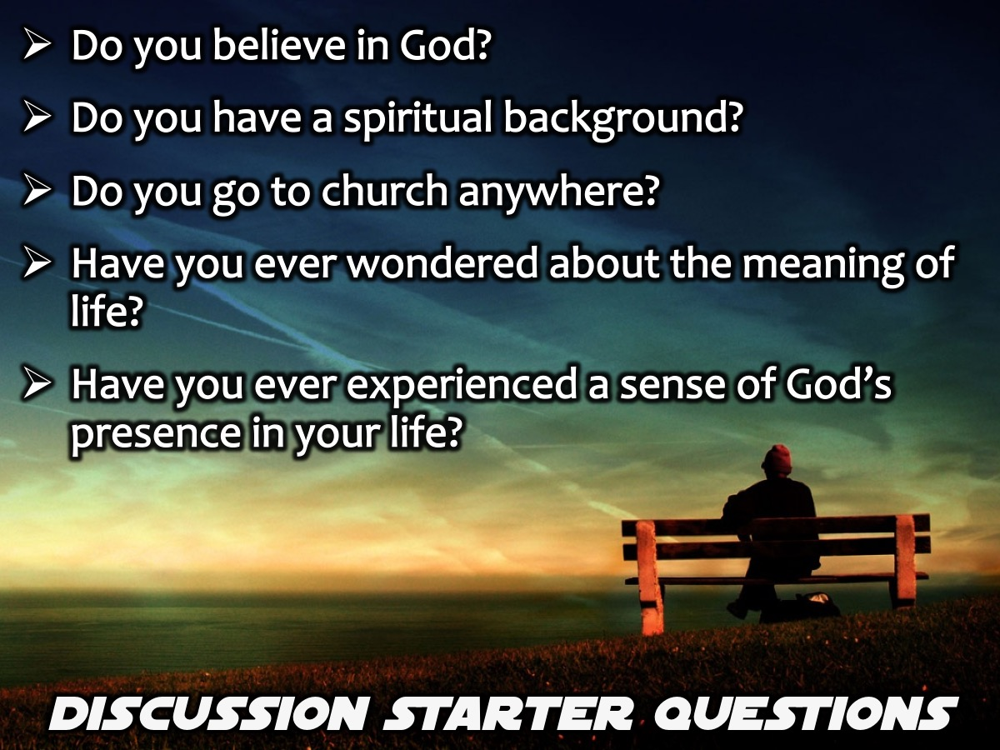 ➢ Do you believe in God?
➢ Do you have a spiritual background?
➢ Do you go to church anywhere?
➢ Have you ever wondered about the meaning of
life?
➢ Have you ever experienced a sense of God’s
presence in your life?
DISCUSSION STARTER QUESTIONS